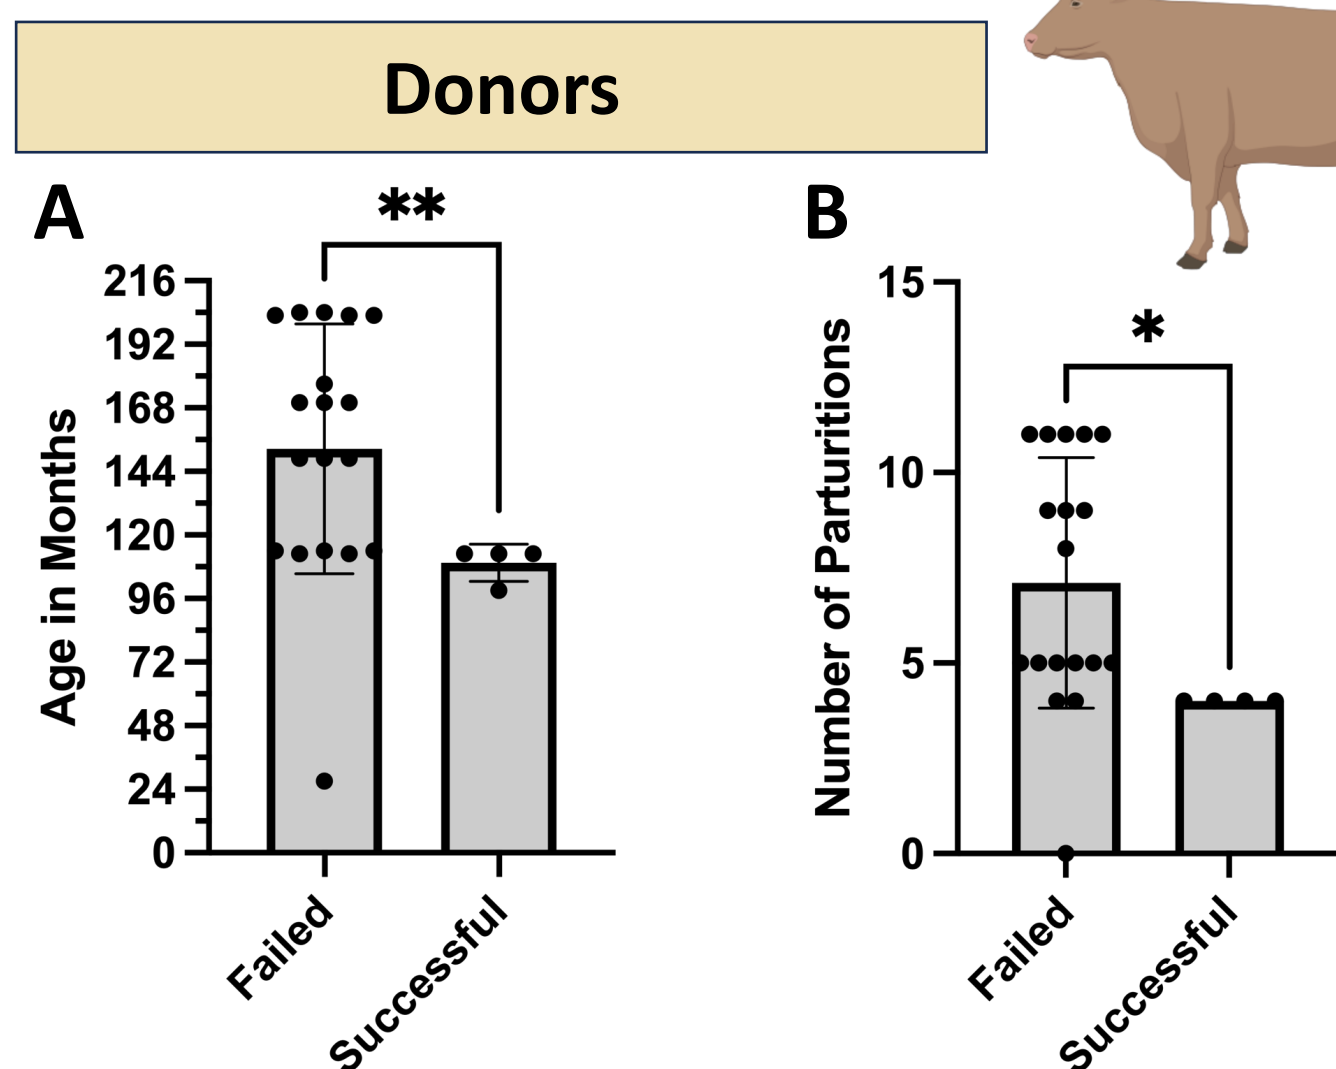 Donors
A
**
216
192
168
144
120
96
72
48
24
0
Age in Months
Failed
Successful
B
*
15
10
5
0
Number of Parturitions
Failed
Successful